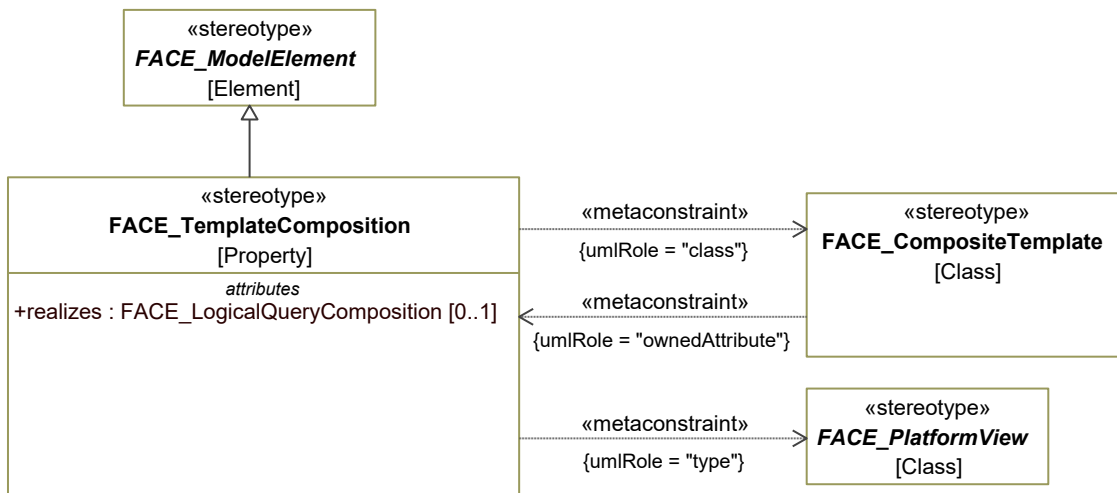 «stereotype»
FACE_ModelElement
[Element]
«stereotype»
FACE_TemplateComposition
[Property]
attributes
+realizes : FACE_LogicalQueryComposition [0..1]
«metaconstraint»
{umlRole = "class"}
«metaconstraint»
{umlRole = "ownedAttribute"}
«metaconstraint»
{umlRole = "type"}
«stereotype»
FACE_CompositeTemplate
[Class]
«stereotype»
FACE_PlatformView
[Class]